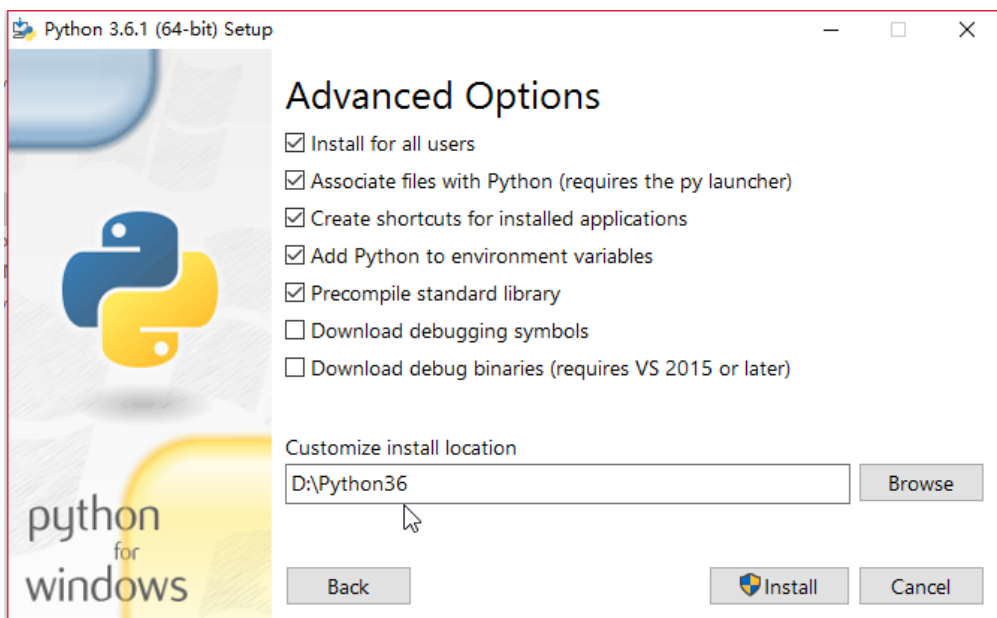 Python 3.6.1 (64-bit) Setup
Advanced Options
Install for all users
Associate files with Python (requires the py launcher)
Create shortcuts for installed applications
Add Python to environment variables
Precompile standard library
Download debugging symbols
Download debug binaries (requires VS 2015 or later)
Customize install location
D:\Python36
Browse
python
for
windows
Back
Install
Cancel